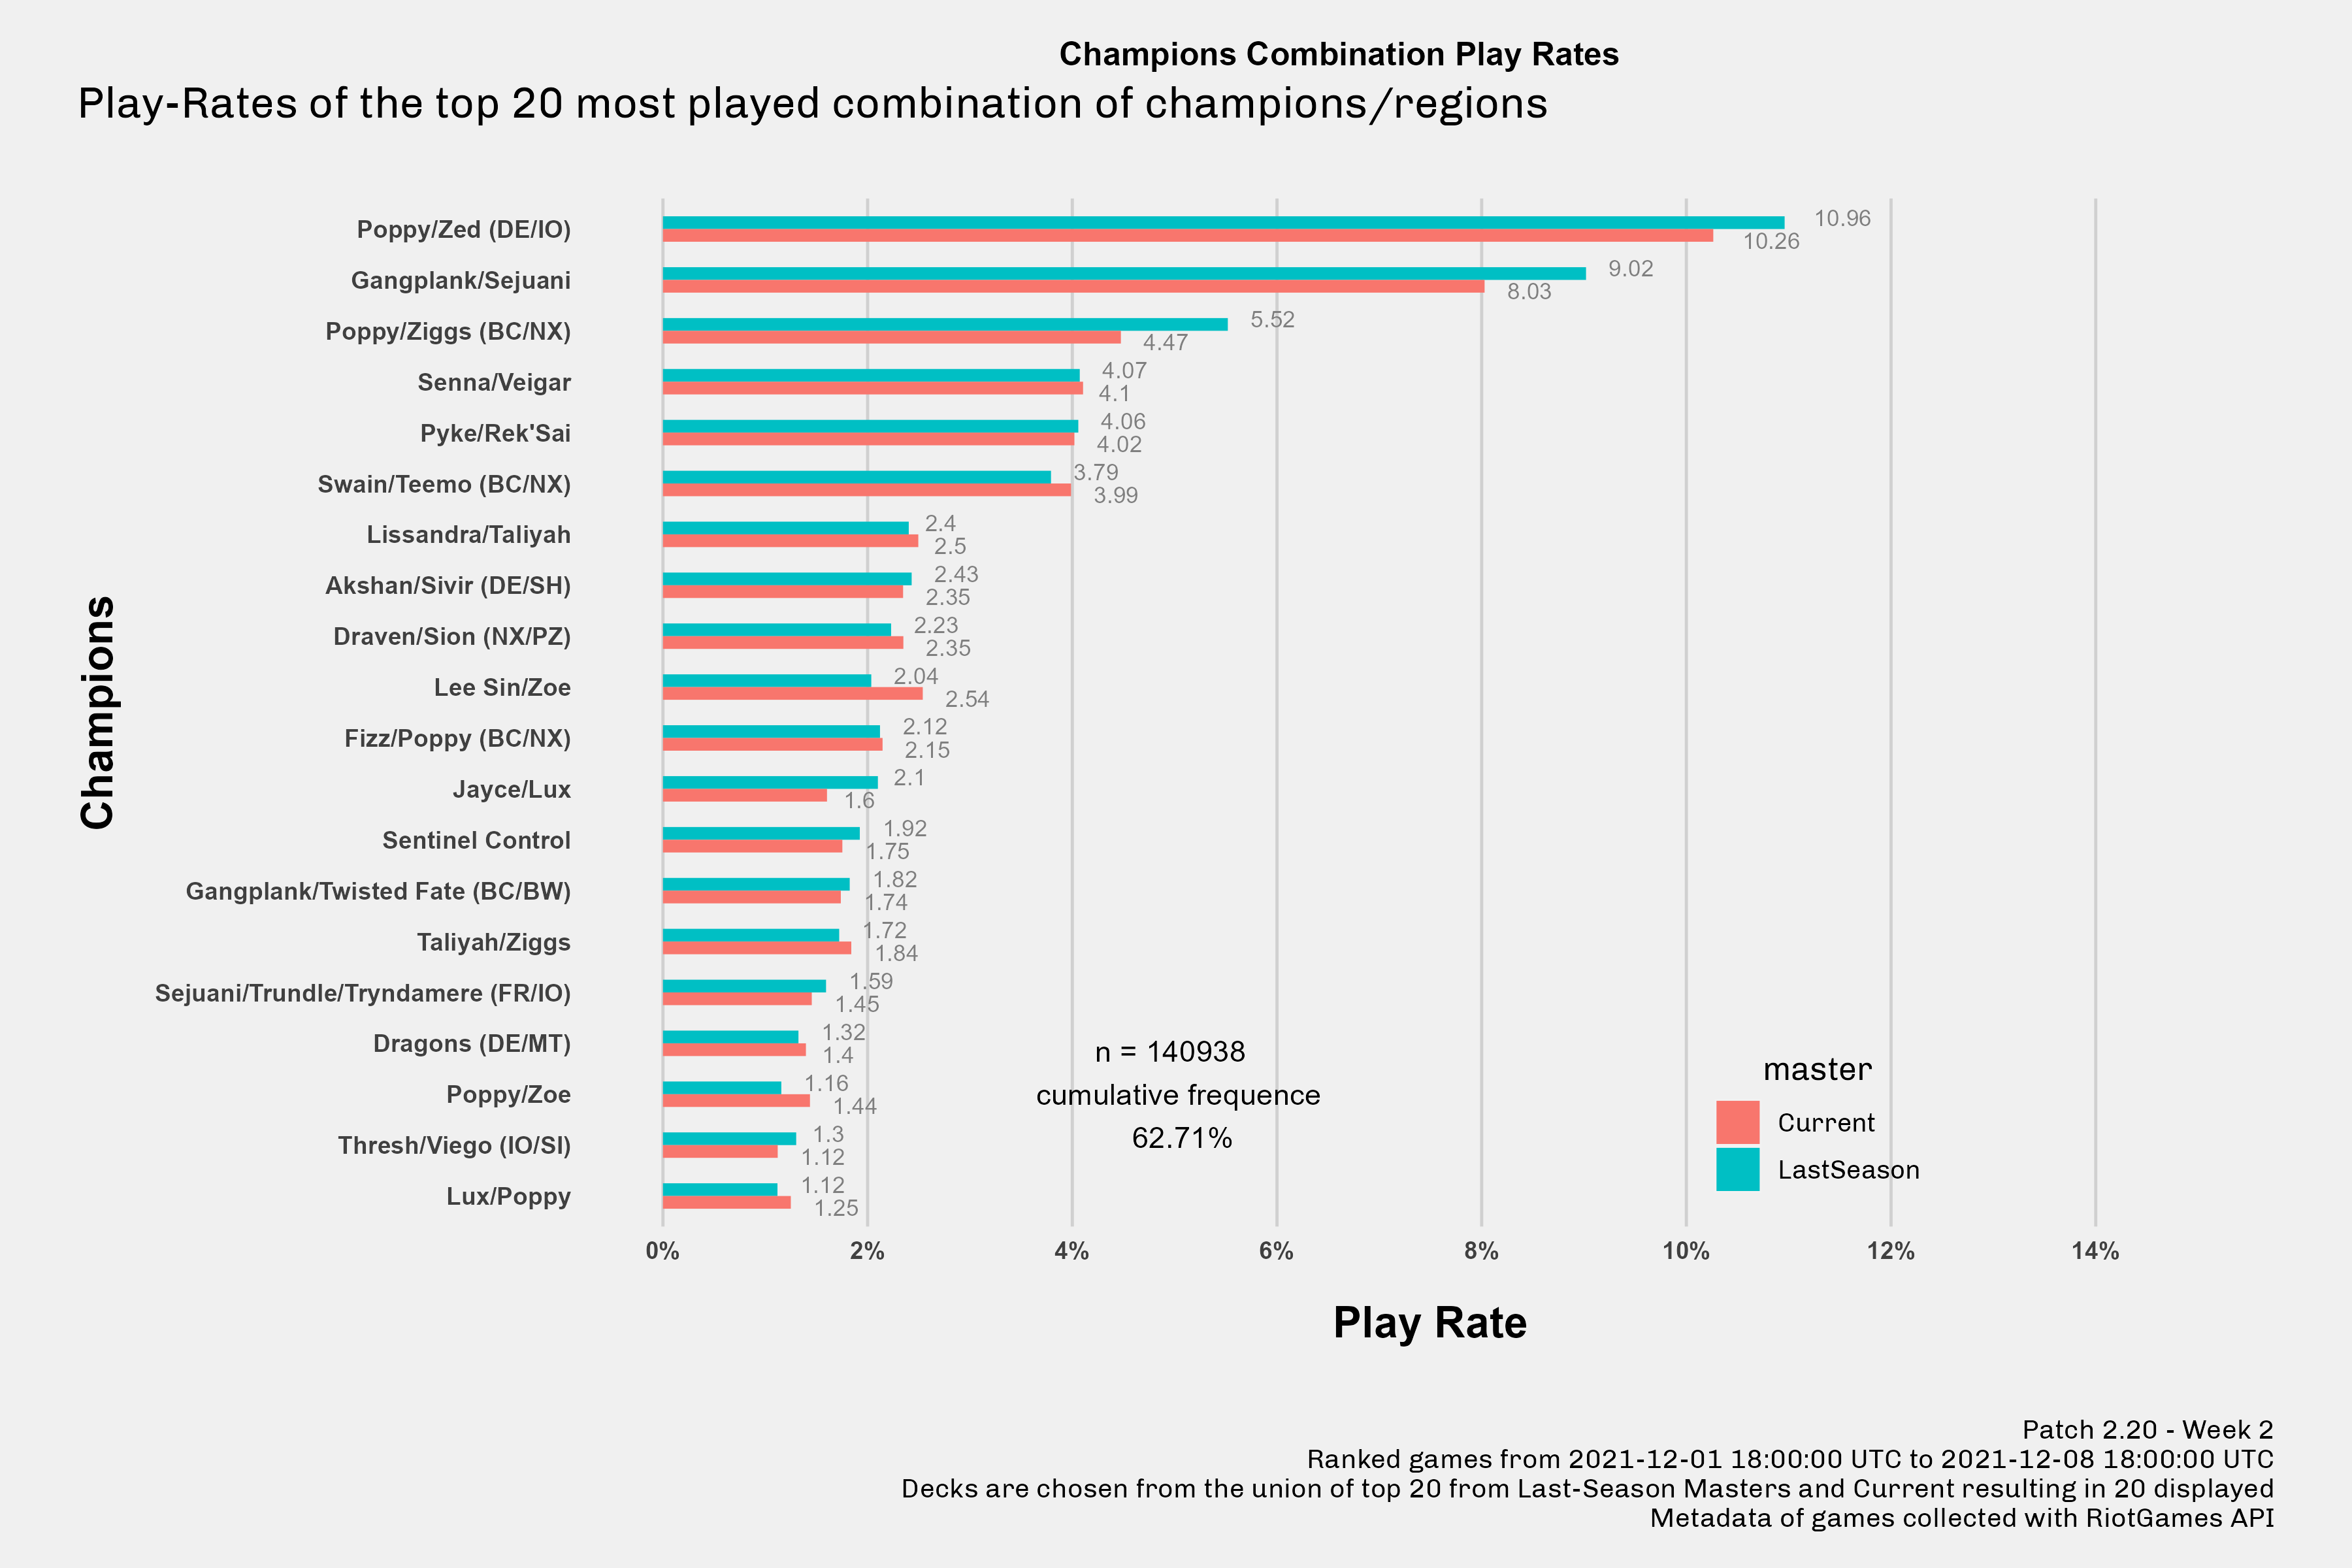 Champions Combination Play Rates
Play-Rates of the top 20 most played combination of champions/regions
Champions
Poppy/Zed (DE/IO)
10.96
10.26
Gangplank/Sejuani
9.02
8.03
Poppy/Ziggs (BC/NX)
5.52
4.47
Senna/Veigar
4.07
4.1
Pyke/Rek'Sai
4.06
4.02
Swain/Teemo (BC/NX)
3.79
3.99
Lissandra/Taliyah
2.4
2.5
Akshan/Sivir (DE/SH)
2.43
2.35
Draven/Sion (NX/PZ)
2.23
2.35
Lee Sin/Zoe
2.04
2.54
Fizz/Poppy (BC/NX)
2.12
2.15
Jayce/Lux
2.1
1.6
Sentinel Control
1.92
1.75
Gangplank/Twisted Fate (BC/BW)
1.82
1.74
Taliyah/Ziggs
1.72
1.84
Sejuani/Trundle/Tryndamere (FR/IO)
1.59
1.45
Dragons (DE/MT)
1.32
1.4
Poppy/Zoe
1.16
1.44
Thresh/Viego (IO/SI)
1.3
1.12
Lux/Poppy
1.12
1.25
n = 140938
cumulative frequence
62.71%
master
Current
LastSeason
0% 2% 4% 6% 8% 10% 12% 14%
Play Rate
Patch 2.20 - Week 2
Ranked games from 2021-12-01 18:00:00 UTC to 2021-12-08 18:00:00 UTC
Decks are chosen from the union of top 20 from Last-Season Masters and Current resulting in 20 displayed
Metadata of games collected with RiotGames API